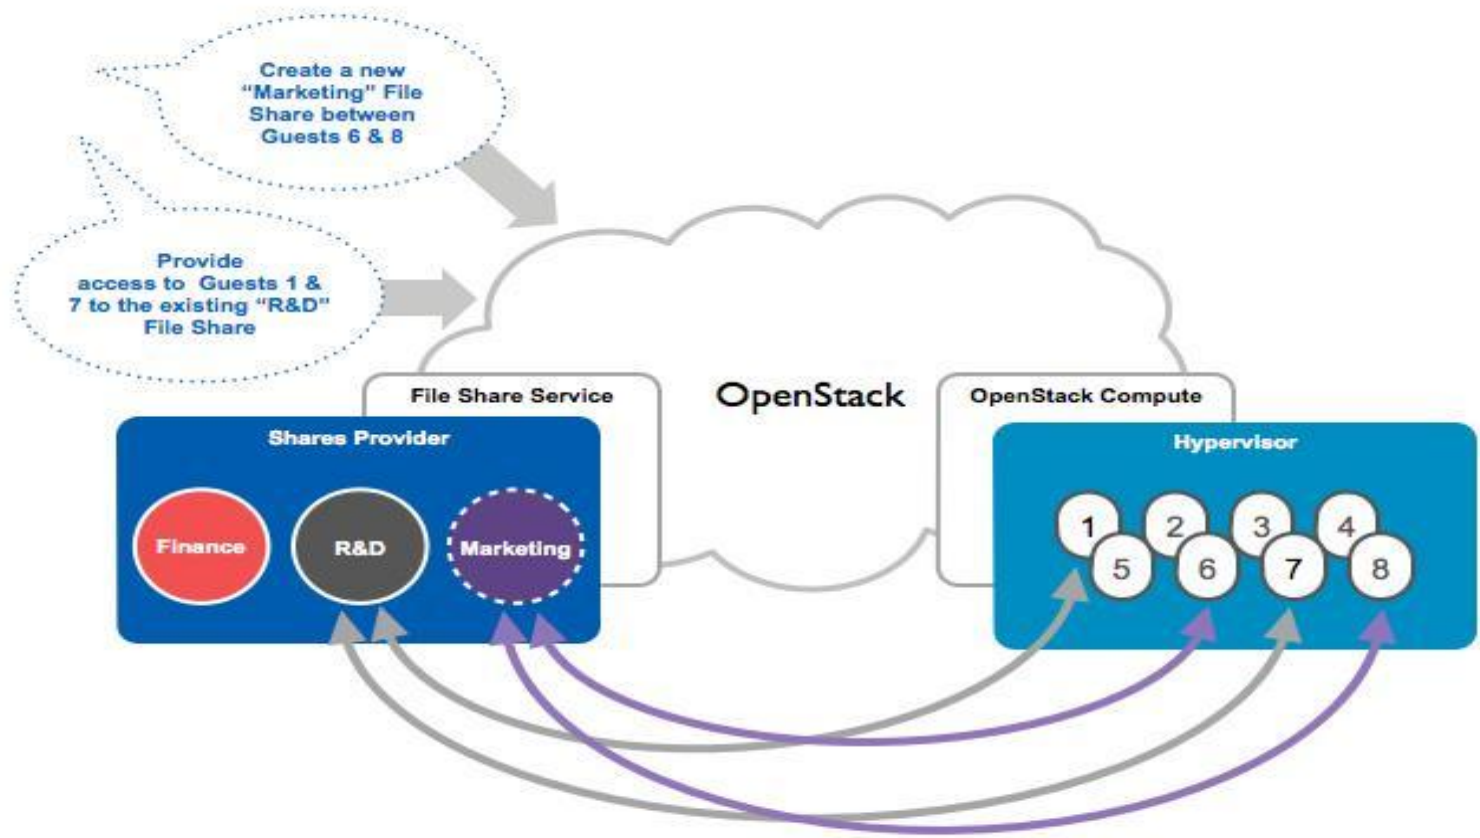 Create a new
“Marketing” File
Share between
Guests 6 & 8
Provide
access to Guests 1 &
7 to the existing “R&D”
File Share
File Share Service
OpenStack
OpenStack Compute
Shares Provider
Hypervisor
Finance
R&D
Marketing
1
2
3
4
5
6
7
8